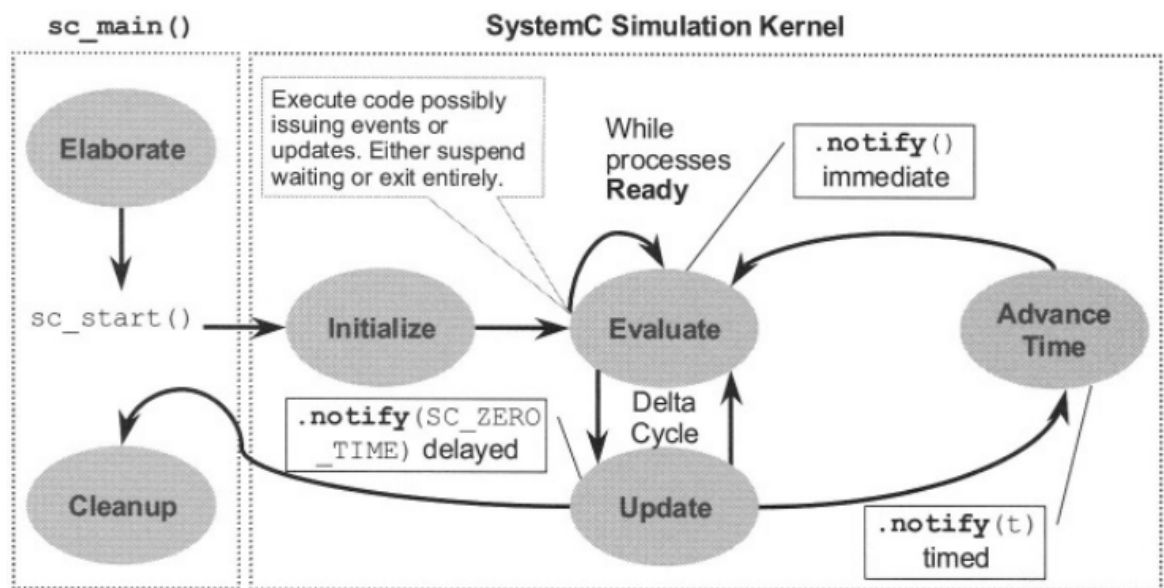 sc_main()
SystemC Simulation Kernel
Elaborate
sc_start()
Cleanup
Execute code possibly
issuing events or
updates. Either suspend
waiting or exit entirely.
While
processes
Ready
.notify()
immediate
Initialize
Evaluate
Advance
Time
.notify(SC_ZERO
_TIME) delayed
Delta
Cycle
Update
.notify(t)
timed